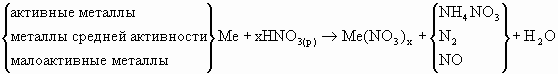 активные металлы
металлы средней активности
малоактивные металлы
Me + xHNO₃₍ₚ₎ → Me(NO₃)ₓ +
NH₄NO₃
N₂
NO
+ H₂O